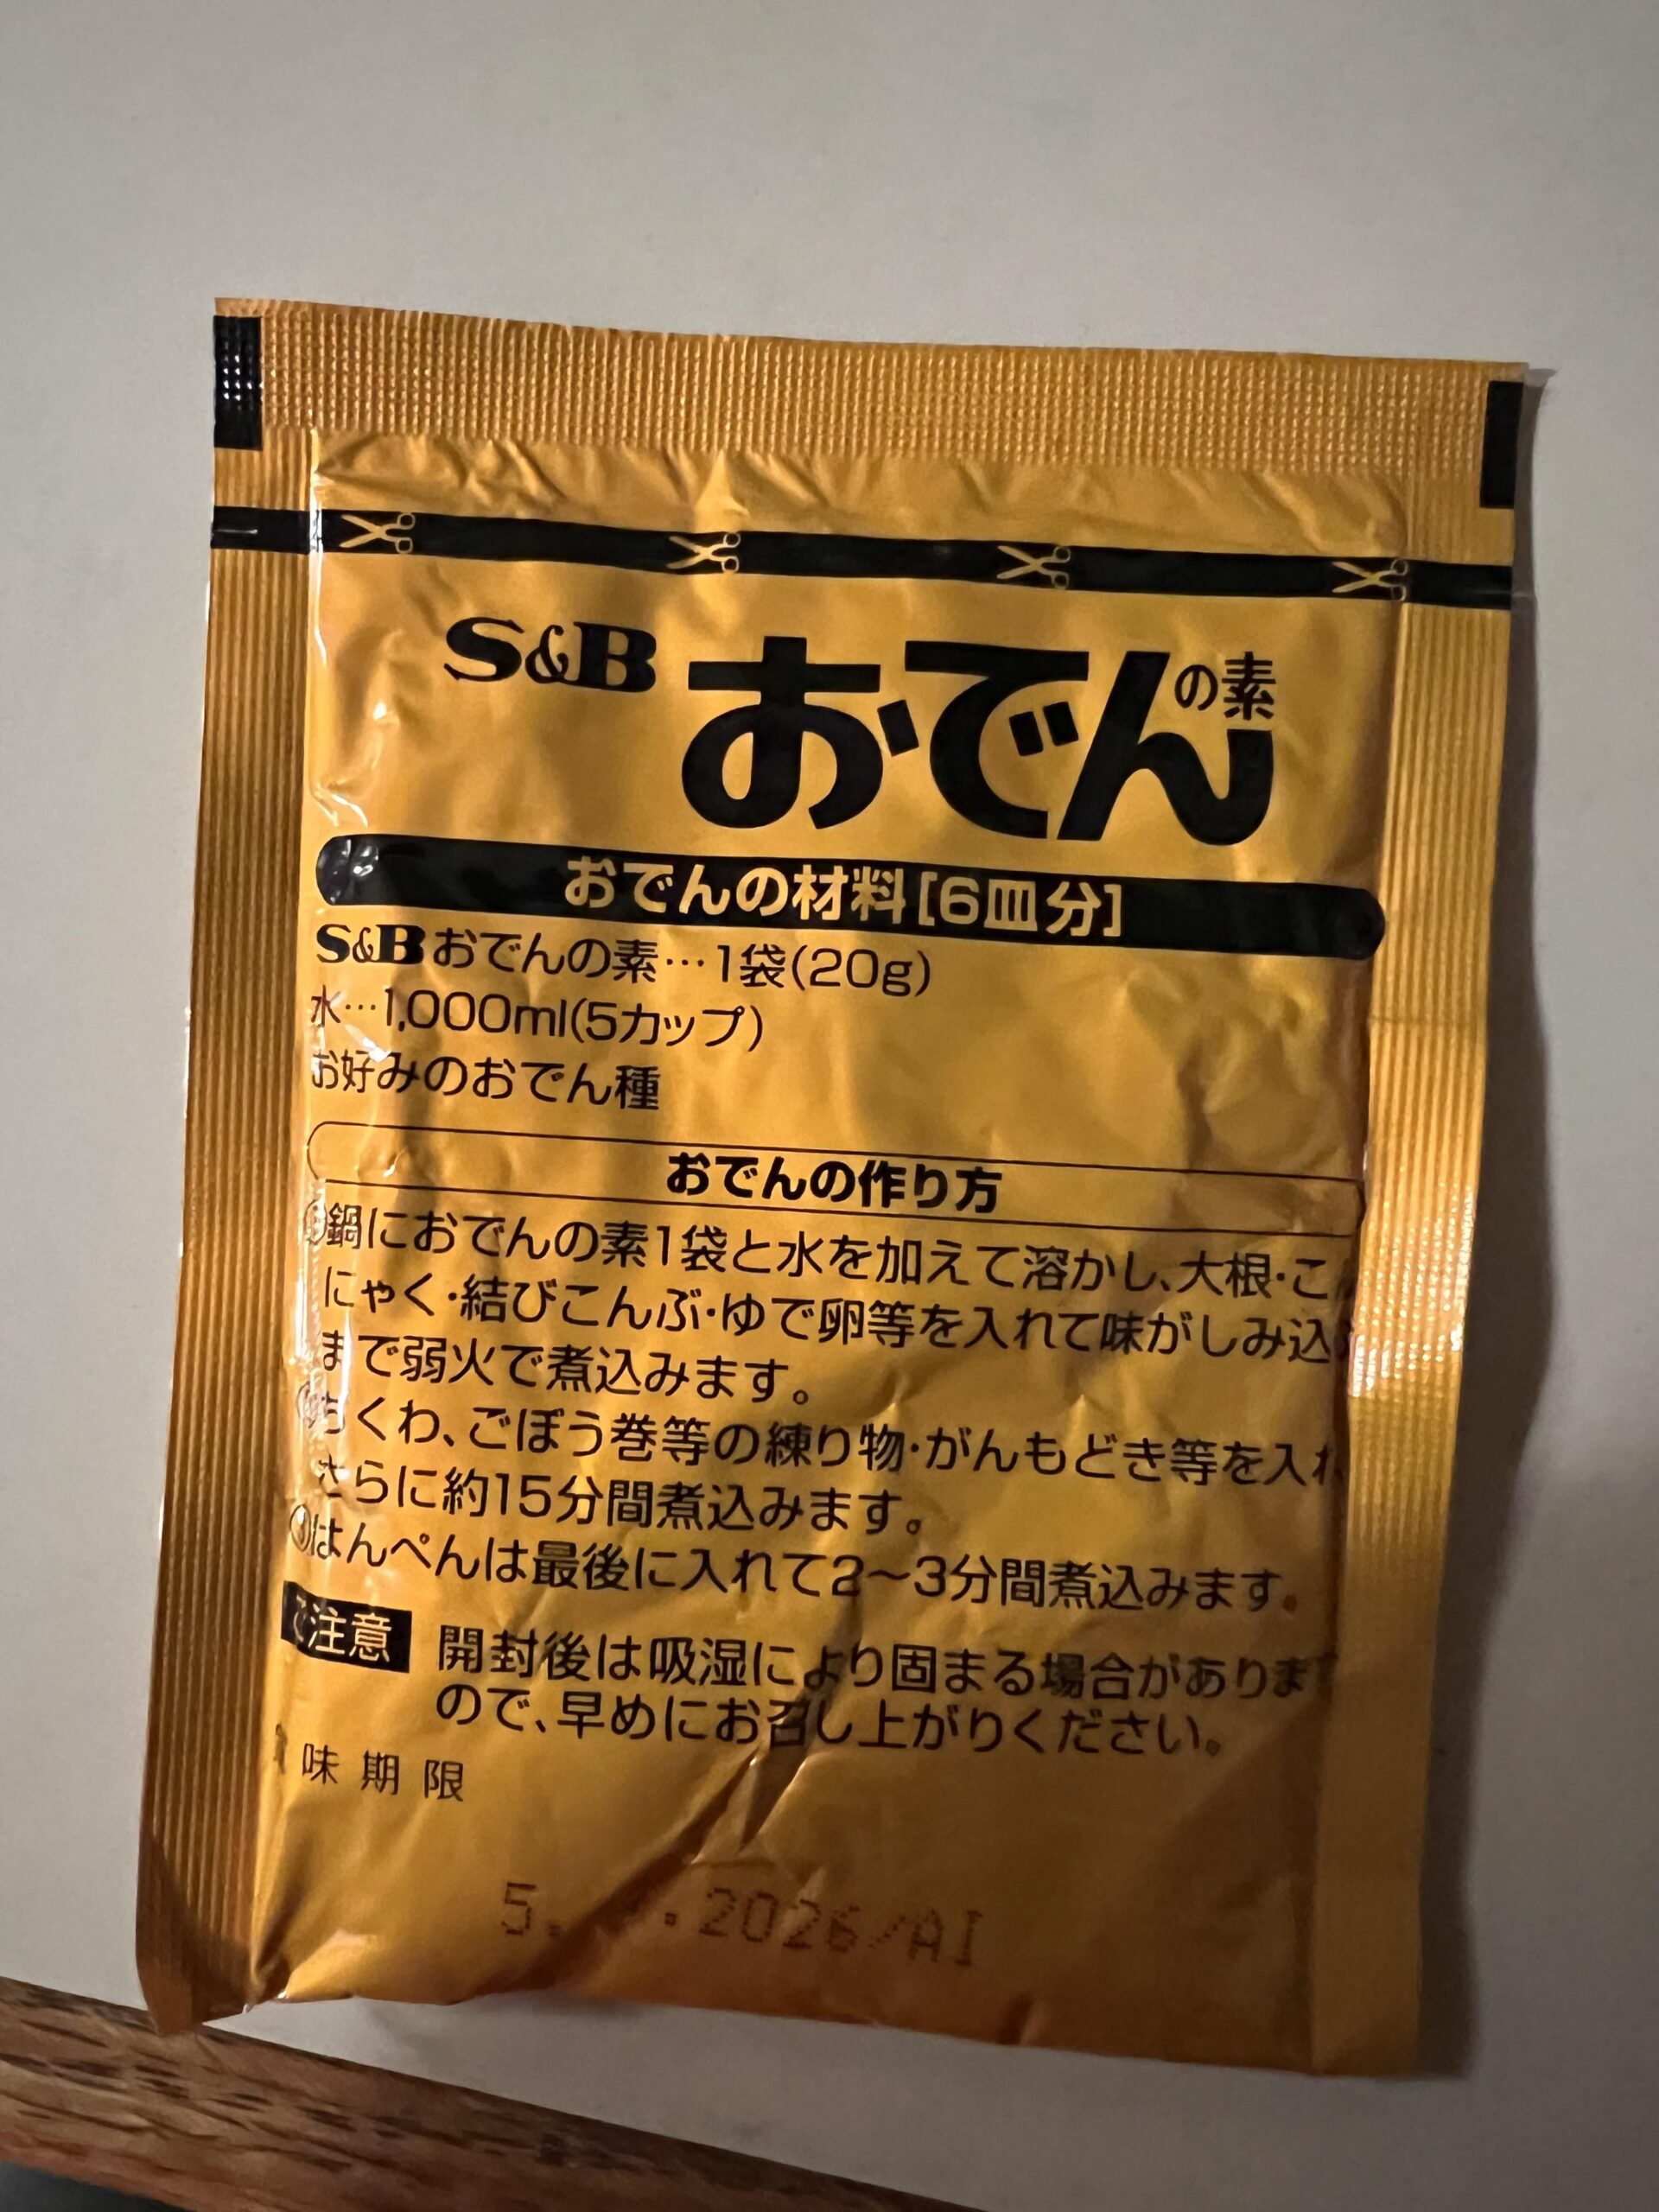 S&B おでんの素
おでんの材料[6皿分]
S&Bおでんの素…1袋(20g)
水…1,000ml(5カップ)
お好みのおでん種
おでんの作り方
鍋におでんの素1袋と水を加えて溶かし、大根・こ
にゃく・結びこんぶ・ゆで卵等を入れて味がしみ込
まで弱火で煮込みます。
ちくわ、ごぼう巻等の練り物・がんもどき等を入れ
さらに約15分間煮込みます。
③はんぺんは最後に入れて2〜3分間煮込みます。
ご注意 開封後は吸湿により固まる場合がありま
ので、早めにお召し上がりください。
味期限
5. .2026/AI